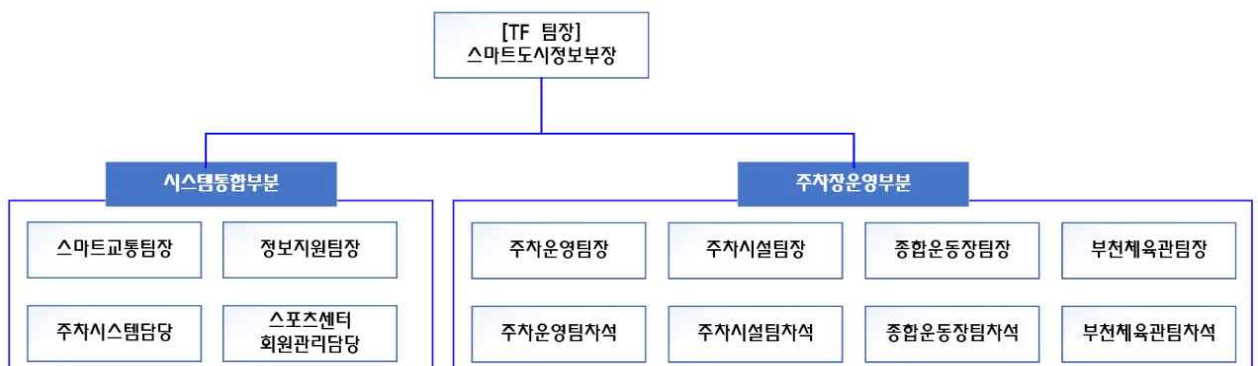 [TF 팀장]
스마트도시정보부장
시스템통합부분
주차장운영부분
스마트교통팀장
정보지원팀장
주차운영팀장
주차시설팀장
종합운동장팀장
부천체육관팀장
주차시스템담당
스포츠센터
회원관리담당
주차운영팀차석
주차시설팀차석
종합운동장팀차석
부천체육관팀차석